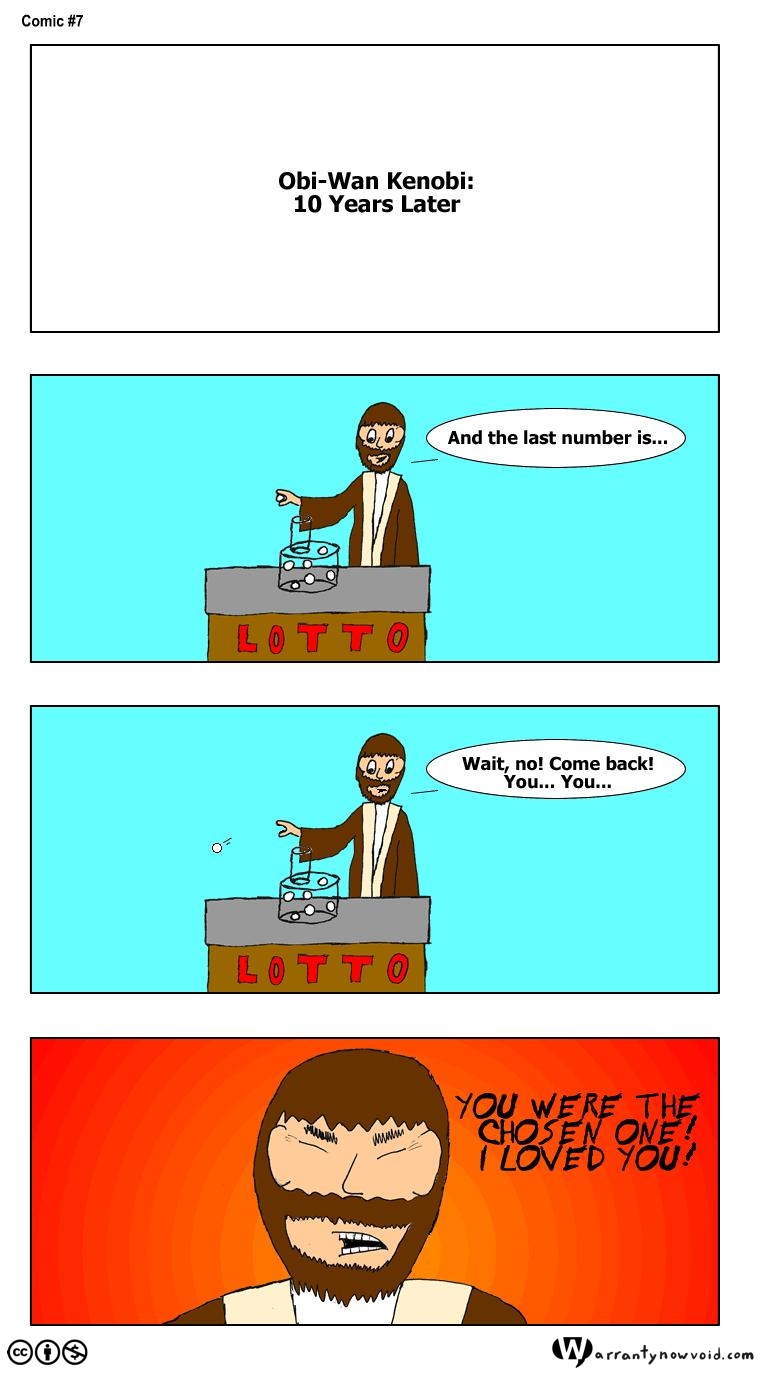 Comic #7
Obi-Wan Kenobi:
10 Years Later
And the last number is...
LOTTO
Wait, no! Come back!
You... You...
LOTTO
YOU WERE THE
CHOSEN ONE!
I LOVED YOU!
cc
Warrantynowvoid.com